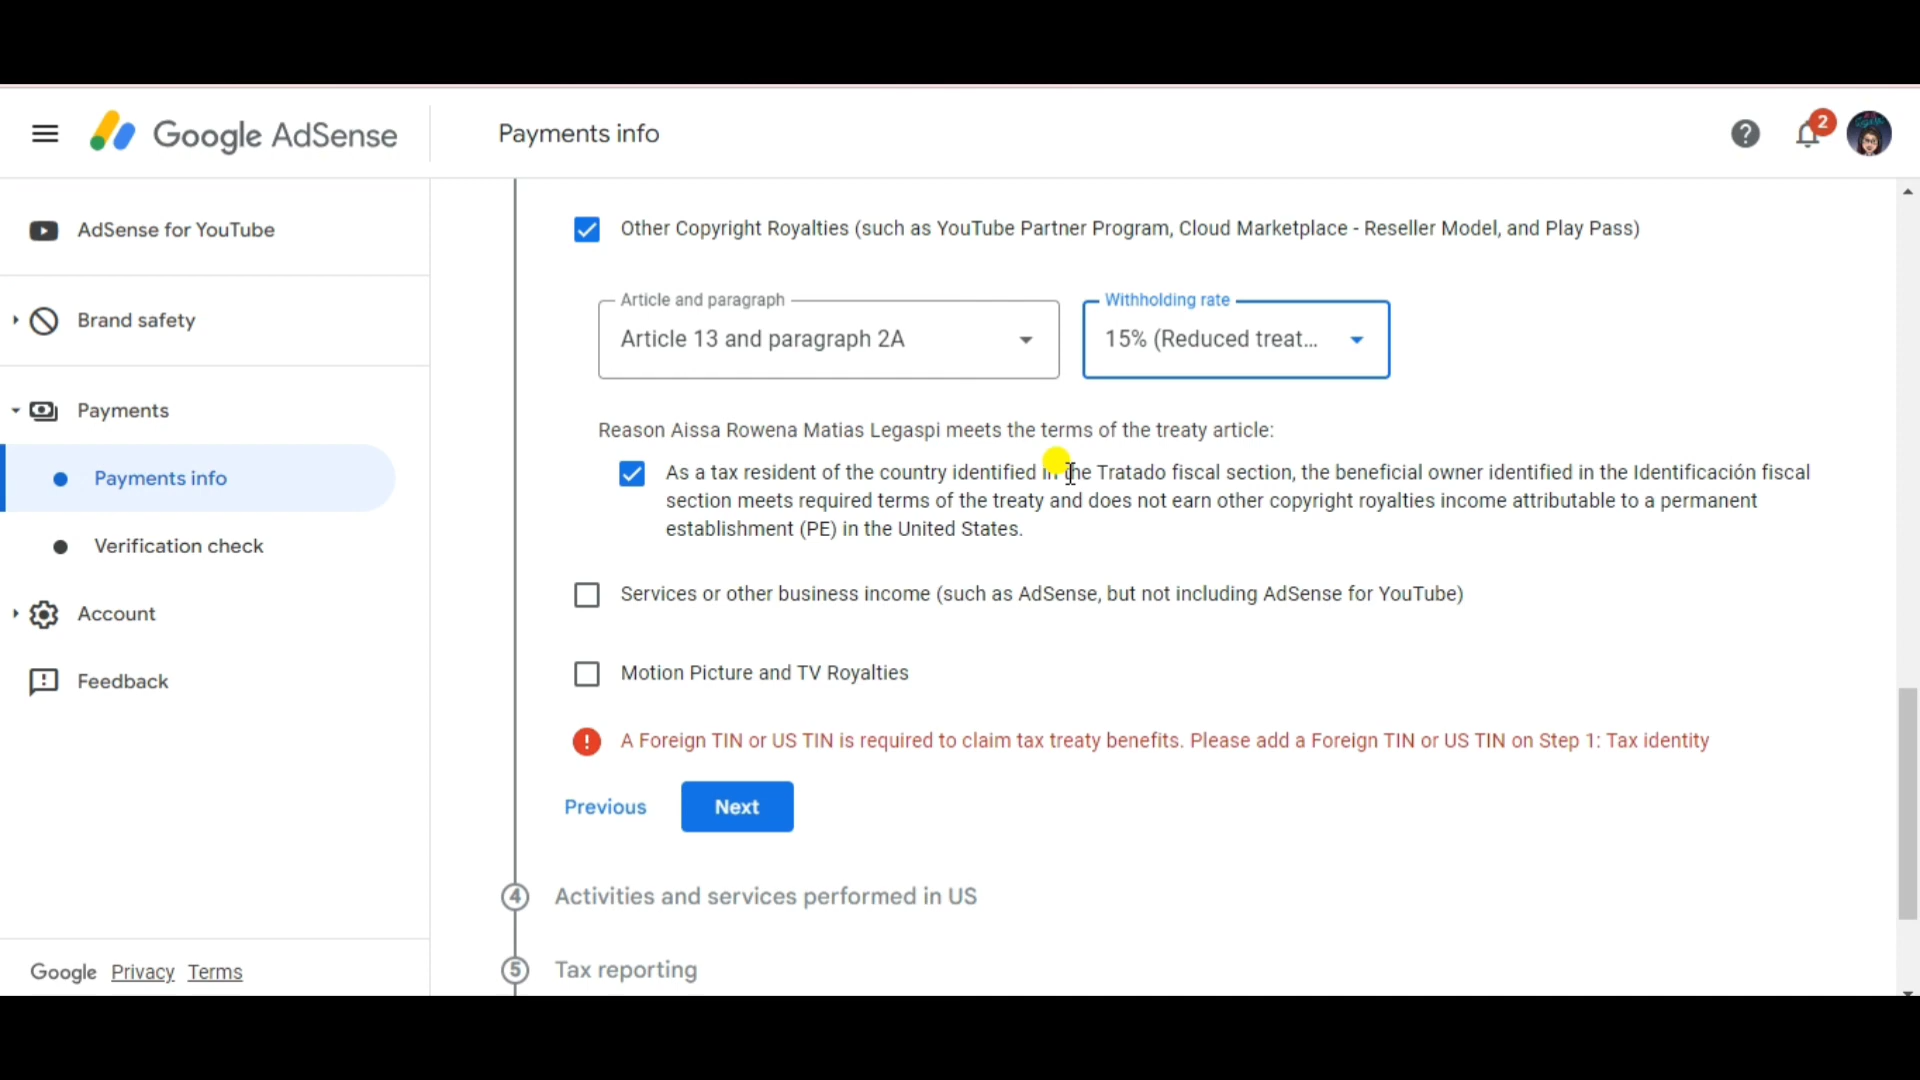 Google AdSense
Payments info
2
AdSense for YouTube
Brand safety
Payments
Payments info
Verification check
Account
Feedback
Google Privacy Terms
Other Copyright Royalties (such as YouTube Partner Program, Cloud Marketplace - Reseller Model, and Play Pass)
Article and paragraph
Article 13 and paragraph 2A
Withholding rate
15% (Reduced treat...
Reason Aissa Rowena Matias Legaspi meets the terms of the treaty article:
As a tax resident of the country identified in the Tratado fiscal section, the beneficial owner identified in the Identificación fiscal
section meets required terms of the treaty and does not earn other copyright royalties income attributable to a permanent
establishment (PE) in the United States.
Services or other business income (such as AdSense, but not including AdSense for YouTube)
Motion Picture and TV Royalties
A Foreign TIN or US TIN is required to claim tax treaty benefits. Please add a Foreign TIN or US TIN on Step 1: Tax identity
Previous
Next
4 Activities and services performed in US
5 Tax reporting